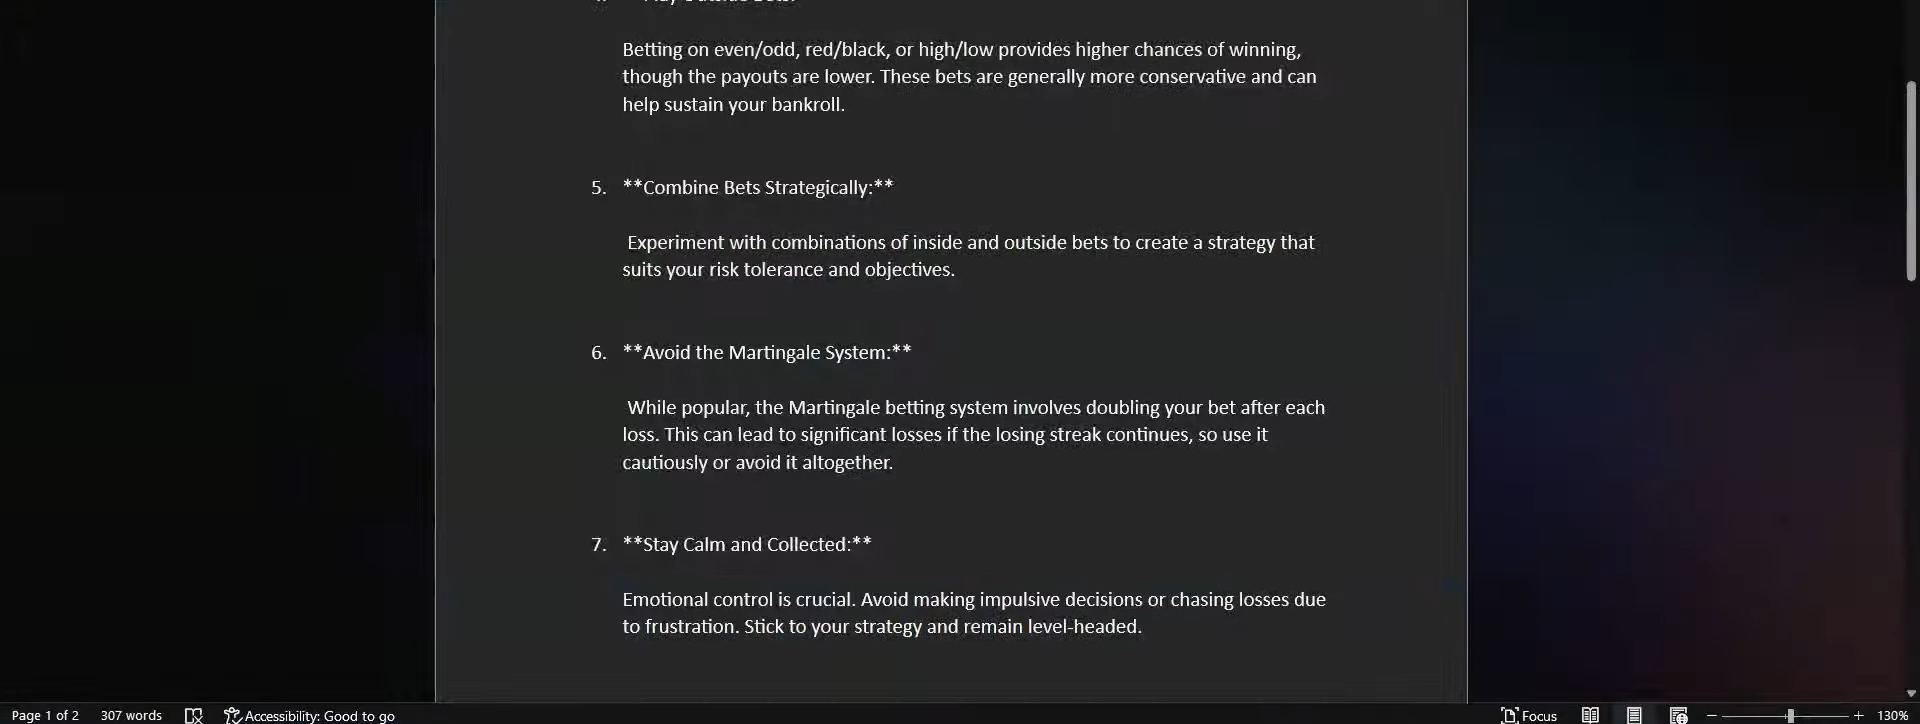 Betting on even/odd, red/black, or high/low provides higher chances of winning,
though the payouts are lower. These bets are generally more conservative and can
help sustain your bankroll.
5. **Combine Bets Strategically:**
Experiment with combinations of inside and outside bets to create a strategy that
suits your risk tolerance and objectives.
6. **Avoid the Martingale System:**
While popular, the Martingale betting system involves doubling your bet after each
loss. This can lead to significant losses if the losing streak continues, so use it
cautiously or avoid it altogether.
7. **Stay Calm and Collected:**
Emotional control is crucial. Avoid making impulsive decisions or chasing losses due
to frustration. Stick to your strategy and remain level-headed.
Page 1 of 2 307 words Accessibility: Good to go Focus 130%